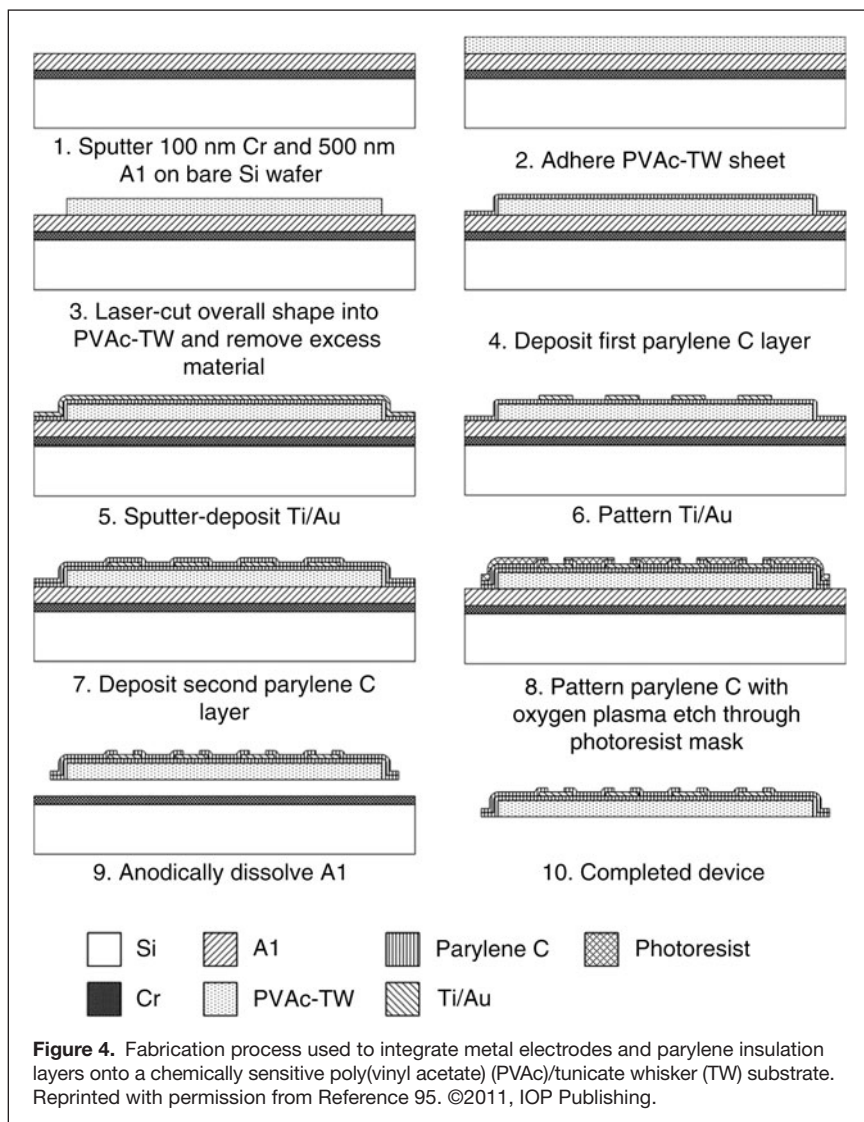 1. Sputter 100 nm Cr and 500 nm
A1 on bare Si wafer
2. Adhere PVAc-TW sheet
3. Laser-cut overall shape into
PVAc-TW and remove excess
material
4. Deposit first parylene C layer
5. Sputter-deposit Ti/Au
6. Pattern Ti/Au
7. Deposit second parylene C
layer
8. Pattern parylene C with
oxygen plasma etch through
photoresist mask
9. Anodically dissolve A1
10. Completed device
Si
A1
Parylene C
Photoresist
Cr
PVAc-TW
Ti/Au
Figure 4. Fabrication process used to integrate metal electrodes and parylene insulation
layers onto a chemically sensitive poly(vinyl acetate) (PVAc)/tunicate whisker (TW) substrate.
Reprinted with permission from Reference 95. ©2011, IOP Publishing.